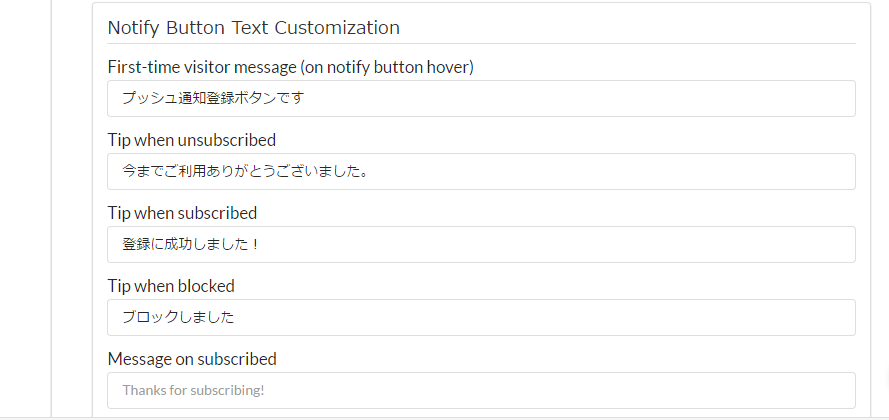 Notify Button Text Customization
First-time visitor message (on notify button hover)
プッシュ通知登録ボタンです
Tip when unsubscribed
今までご利用ありがとうございました。
Tip when subscribed
登録に成功しました！
Tip when blocked
ブロックしました
Message on subscribed
Thanks for subscribing!